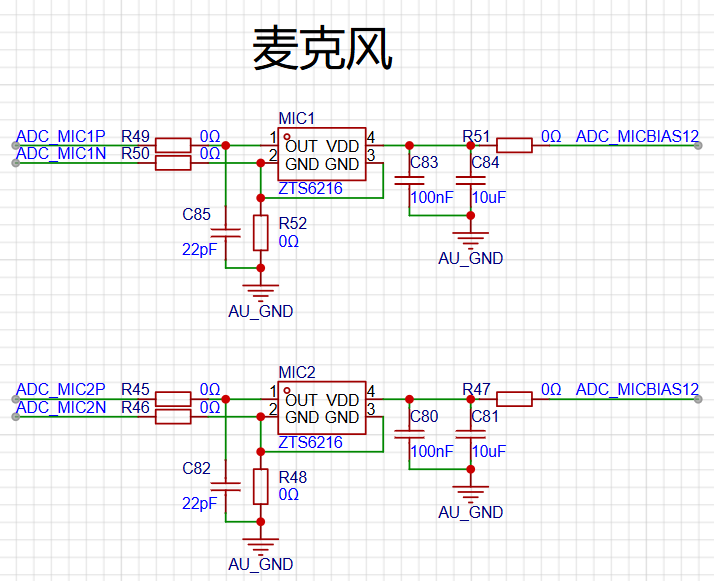 麦克风
MIC1
ADC_MIC1P R49 0Ω 1 OUT VDD 4 R51 0Ω ADC_MICBIAS12
ADC_MIC1N R50 0Ω 2 GND GND 3 C83 C84
ZTS6216 100nF 10uF
C85 R52
22pF 0Ω
AU_GND
AU_GND
MIC2
ADC_MIC2P R45 0Ω 1 OUT VDD 4 R47 0Ω ADC_MICBIAS12
ADC_MIC2N R46 0Ω 2 GND GND 3 C80 C81
ZTS6216 100nF 10uF
C82 R48
22pF 0Ω
AU_GND
AU_GND